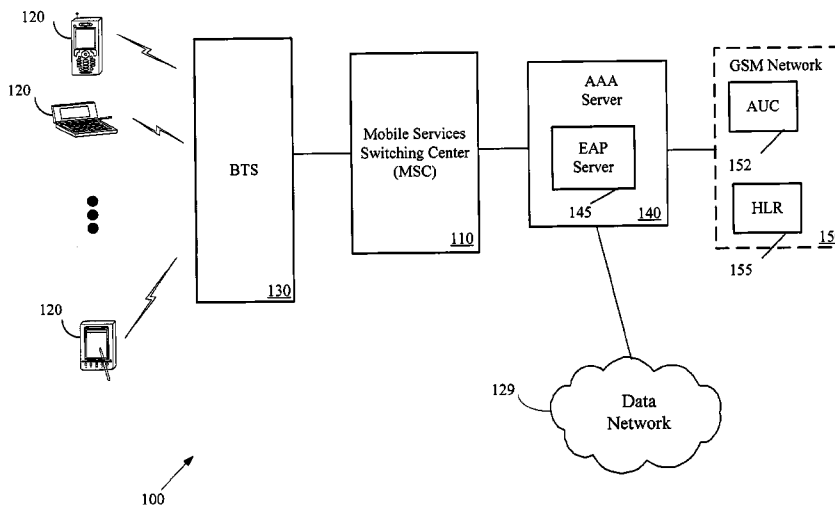 120
120
120
BTS
130
Mobile Services
Switching Center
(MSC)
110
AAA
Server
EAP
Server
145
140
GSM Network
AUC
152
HLR
155
15
129
Data
Network
100